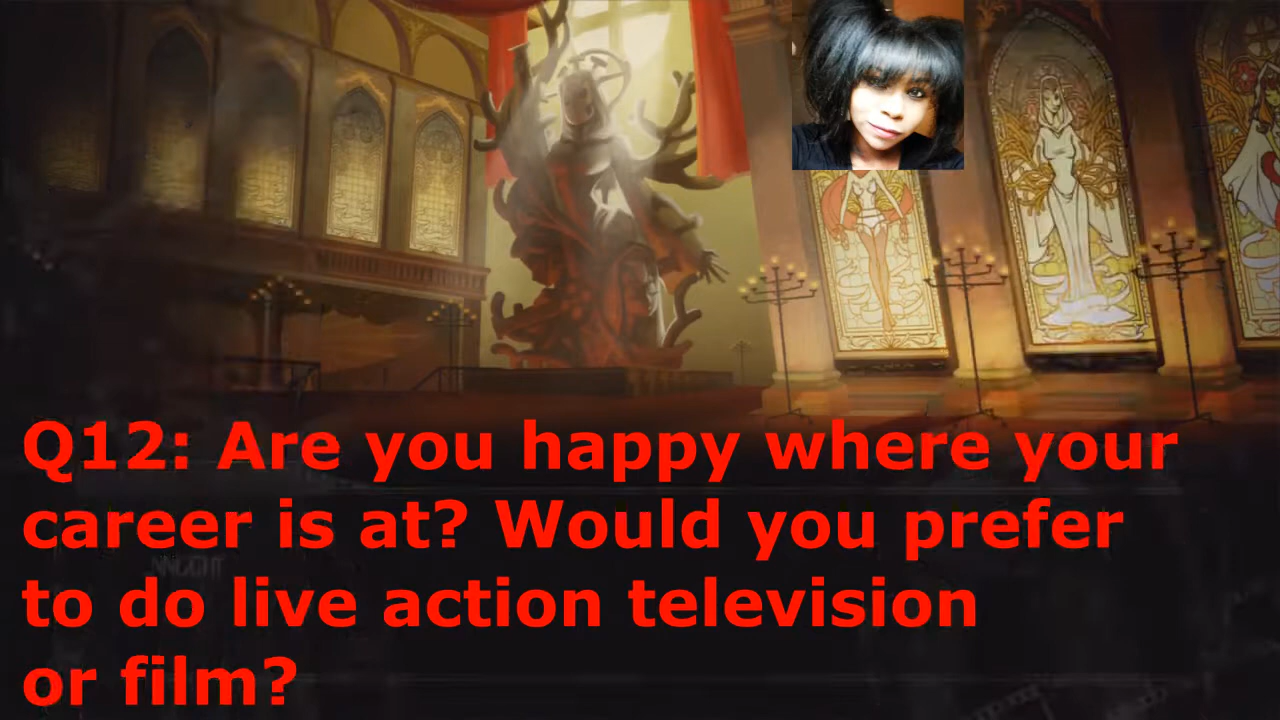 Q12: Are you happy where your
career is at? Would you prefer
to do live action television
or film?